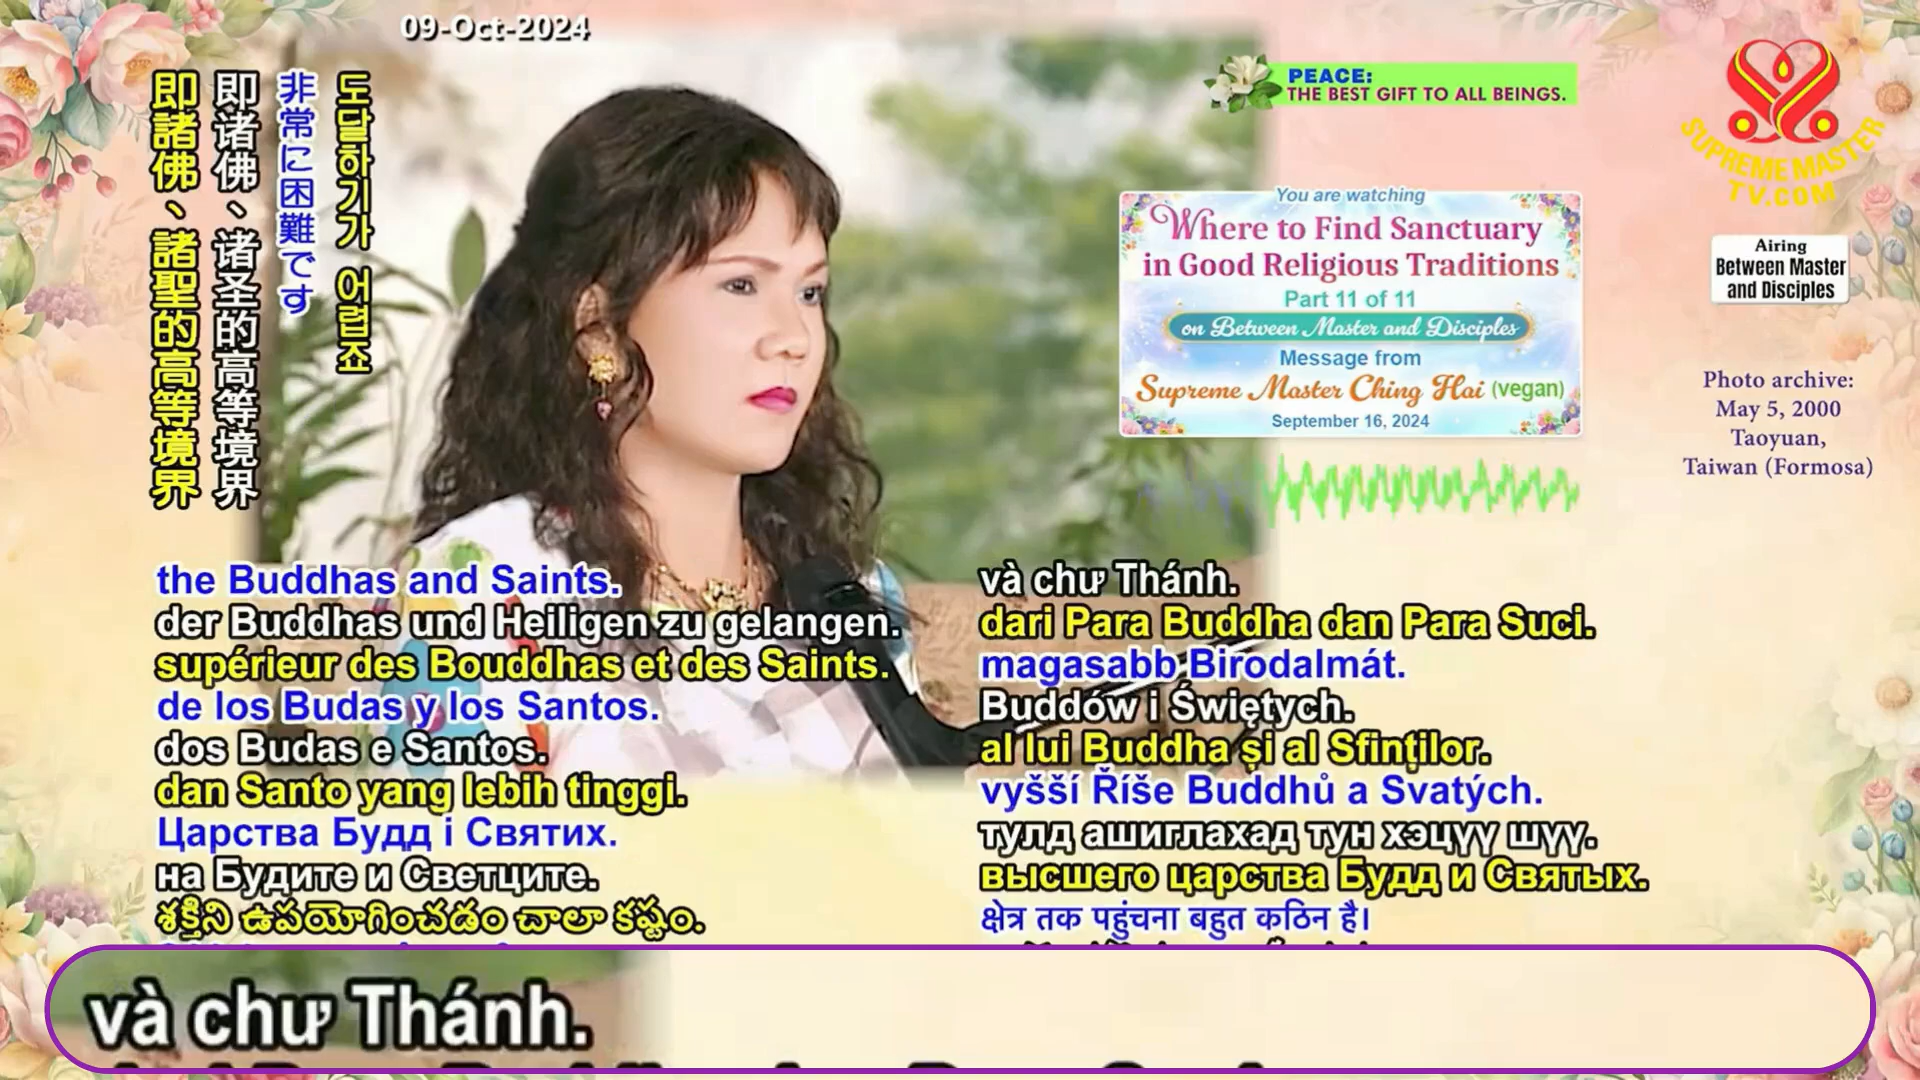 09-Oct-2024
即諸佛、諸聖的高等境界
即诸佛、诸圣的高等境界
非常に困難です
도달하기가 어렵죠
PEACE:
THE BEST GIFT TO ALL BEINGS.
SUPREME MASTER
TV.COM
You are watching
Where to Find Sanctuary
in Good Religious Traditions
Part 11 of 11
on Between Master and Disciples
Message from
Supreme Master Ching Hai (vegan)
September 16, 2024
Airing
Between Master
and Disciples
Photo archive:
May 5, 2000
Taoyuan,
Taiwan (Formosa)
the Buddhas and Saints.
der Buddhas und Heiligen zu gelangen.
supérieur des Bouddhas et des Saints.
de los Budas y los Santos.
dos Budas e Santos.
dan Santo yang lebih tinggi.
Царства Будд і Святих.
на Будите и Светците.
శక్తిని ఉపయోగించడం చాలా కష్టం.
và chư Thánh.
dari Para Buddha dan Para Suci.
magasabb Birodalmát.
Buddów i Świętych.
al lui Buddha și al Sfinților.
vyšší Říše Buddhů a Svatých.
тулд ашиглахад тун хэцүү шүү.
высшего царства Будд и Святых.
क्षेत्र तक पहुंचना बहुत कठिन है।
và chư Thánh.